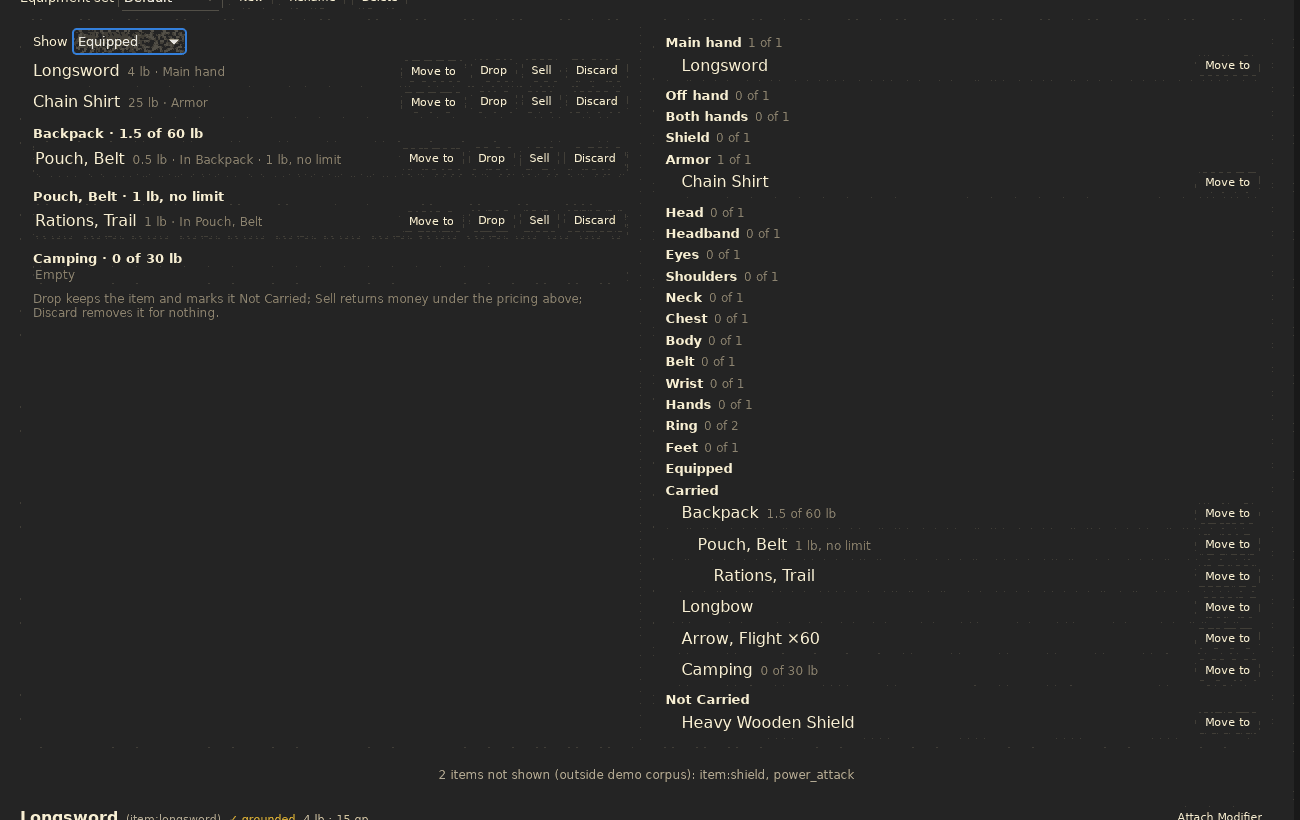 Equipment set Default New Rename Delete
Show Equipped
Longsword 4 lb · Main hand Move to Drop Sell Discard
Chain Shirt 25 lb · Armor Move to Drop Sell Discard
Backpack · 1.5 of 60 lb
Pouch, Belt 0.5 lb · In Backpack · 1 lb, no limit Move to Drop Sell Discard
Pouch, Belt · 1 lb, no limit
Rations, Trail 1 lb · In Pouch, Belt Move to Drop Sell Discard
Camping · 0 of 30 lb
Empty
Drop keeps the item and marks it Not Carried; Sell returns money under the pricing above;
Discard removes it for nothing.
Main hand 1 of 1
Longsword Move to
Off hand 0 of 1
Both hands 0 of 1
Shield 0 of 1
Armor 1 of 1
Chain Shirt Move to
Head 0 of 1
Headband 0 of 1
Eyes 0 of 1
Shoulders 0 of 1
Neck 0 of 1
Chest 0 of 1
Body 0 of 1
Belt 0 of 1
Wrist 0 of 1
Hands 0 of 1
Ring 0 of 2
Feet 0 of 1
Equipped
Carried
Backpack 1.5 of 60 lb Move to
Pouch, Belt 1 lb, no limit Move to
Rations, Trail Move to
Longbow Move to
Arrow, Flight ×60 Move to
Camping 0 of 30 lb Move to
Not Carried
Heavy Wooden Shield Move to
2 items not shown (outside demo corpus): item:shield, power_attack
Longsword (item:longsword) ✓ grounded 4 lb · 15 gp Attach Modifier